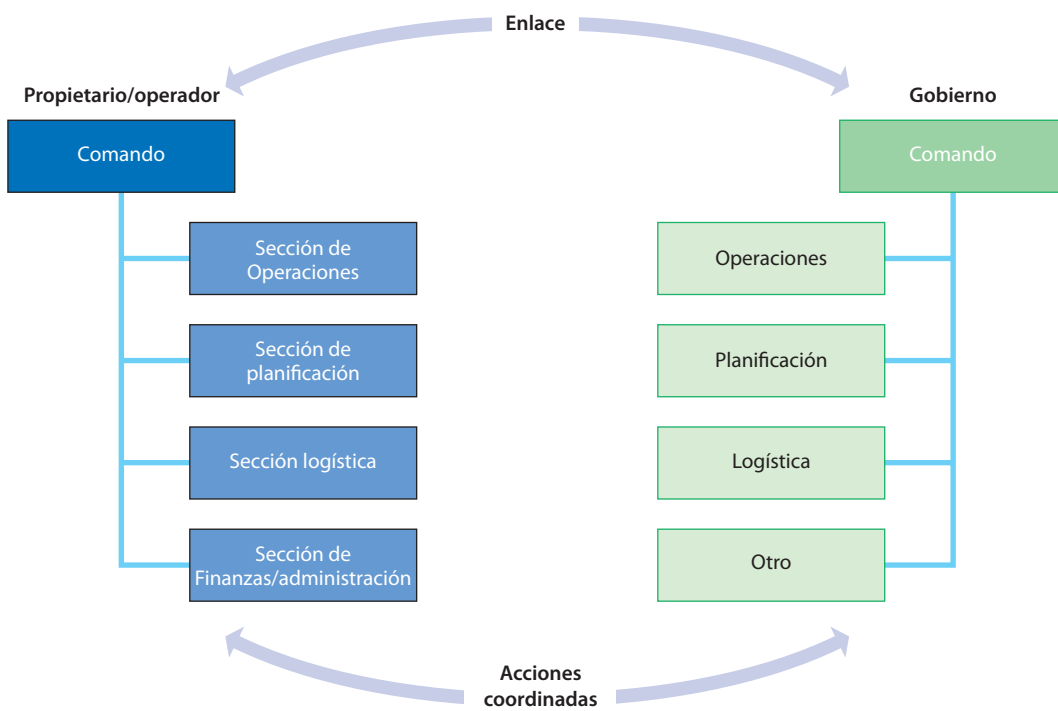 Enlace
Propietario/operador
Gobierno
Comando
Comando
Sección de
Operaciones
Operaciones
Sección de
planificación
Planificación
Sección logística
Logística
Sección de
Finanzas/administración
Otro
Acciones
coordinadas